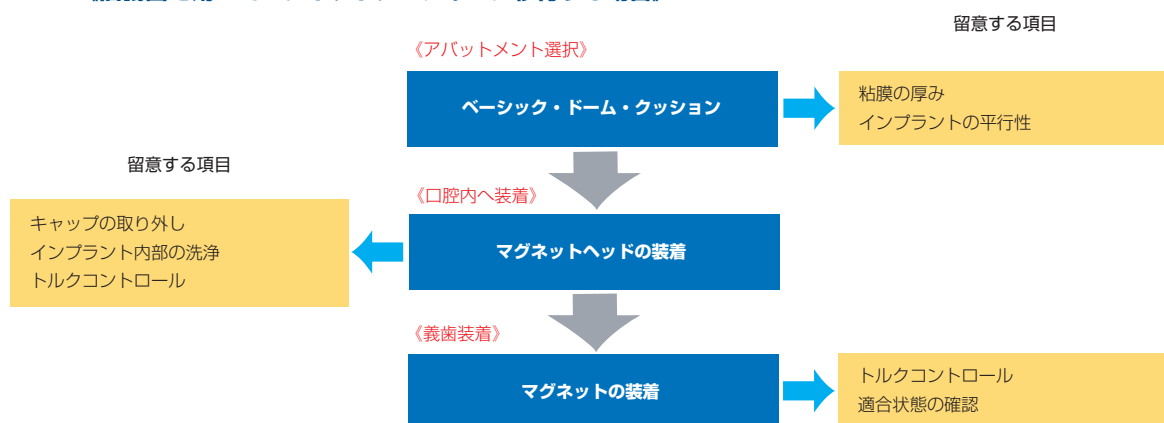 留意する項目
《アバットメント選択》
ベーシック・ドーム・クッション
粘膜の厚み
インプラントの平行性
留意する項目
《口腔内へ装着》
キャップの取り外し
インプラント内部の洗浄
トルクコントロール
マグネットヘッドの装着
《義歯装着》
マグネットの装着
トルクコントロール
適合状態の確認